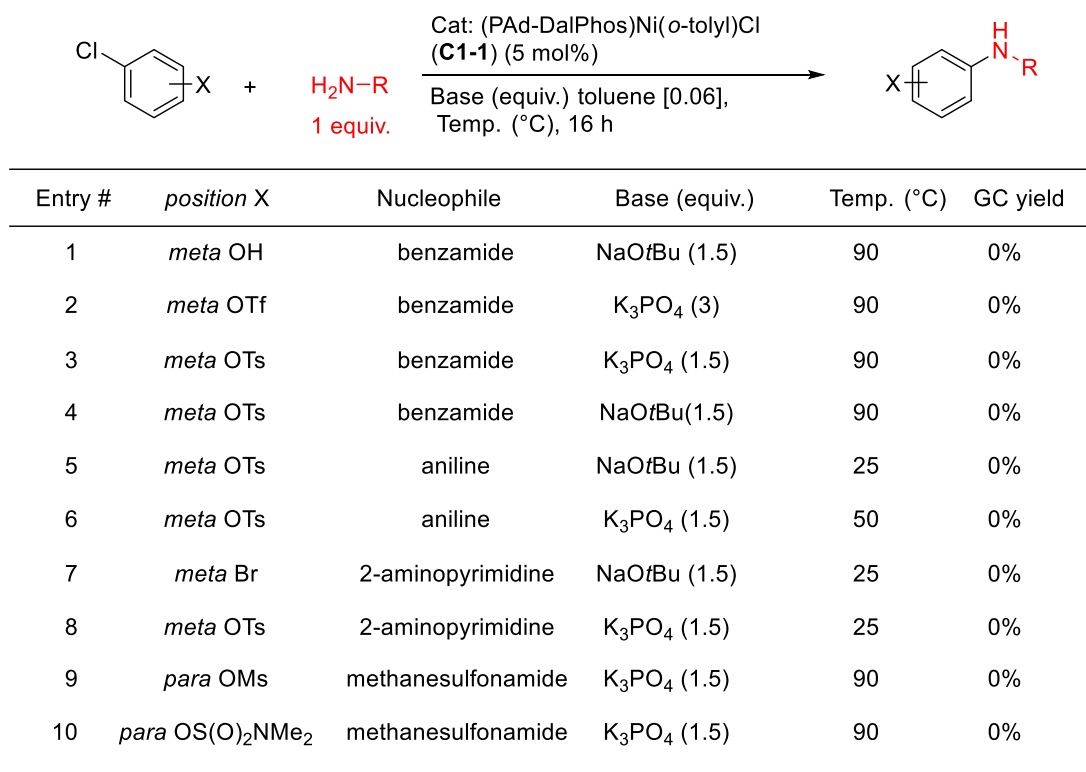 Cl
X
+
H₂N–R
1 equiv.
Cat: (PAd-DalPhos)Ni(o-tolyl)Cl
(C1-1) (5 mol%)
Base (equiv.) toluene [0.06],
Temp. (°C), 16 h
X
H
N
R
Entry # position X Nucleophile Base (equiv.) Temp. (°C) GC yield
1 meta OH benzamide NaOtBu (1.5) 90 0%
2 meta OTf benzamide K₃PO₄ (3) 90 0%
3 meta OTs benzamide K₃PO₄ (1.5) 90 0%
4 meta OTs benzamide NaOtBu(1.5) 90 0%
5 meta OTs aniline NaOtBu (1.5) 25 0%
6 meta OTs aniline K₃PO₄ (1.5) 50 0%
7 meta Br 2-aminopyrimidine NaOtBu (1.5) 25 0%
8 meta OTs 2-aminopyrimidine K₃PO₄ (1.5) 25 0%
9 para OMs methanesulfonamide K₃PO₄ (1.5) 90 0%
10 para OS(O)₂NMe₂ methanesulfonamide K₃PO₄ (1.5) 90 0%